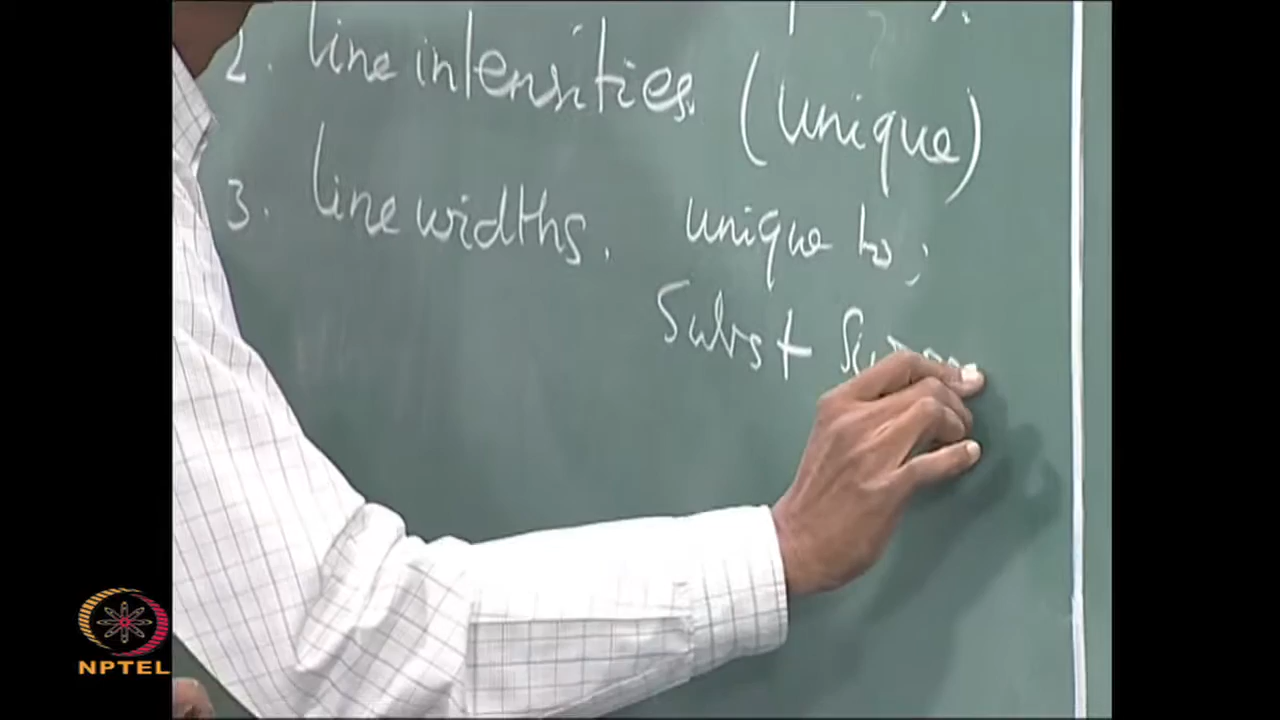 2. line intensities. (unique)
3. line widths. unique to;
Subst
NPTEL